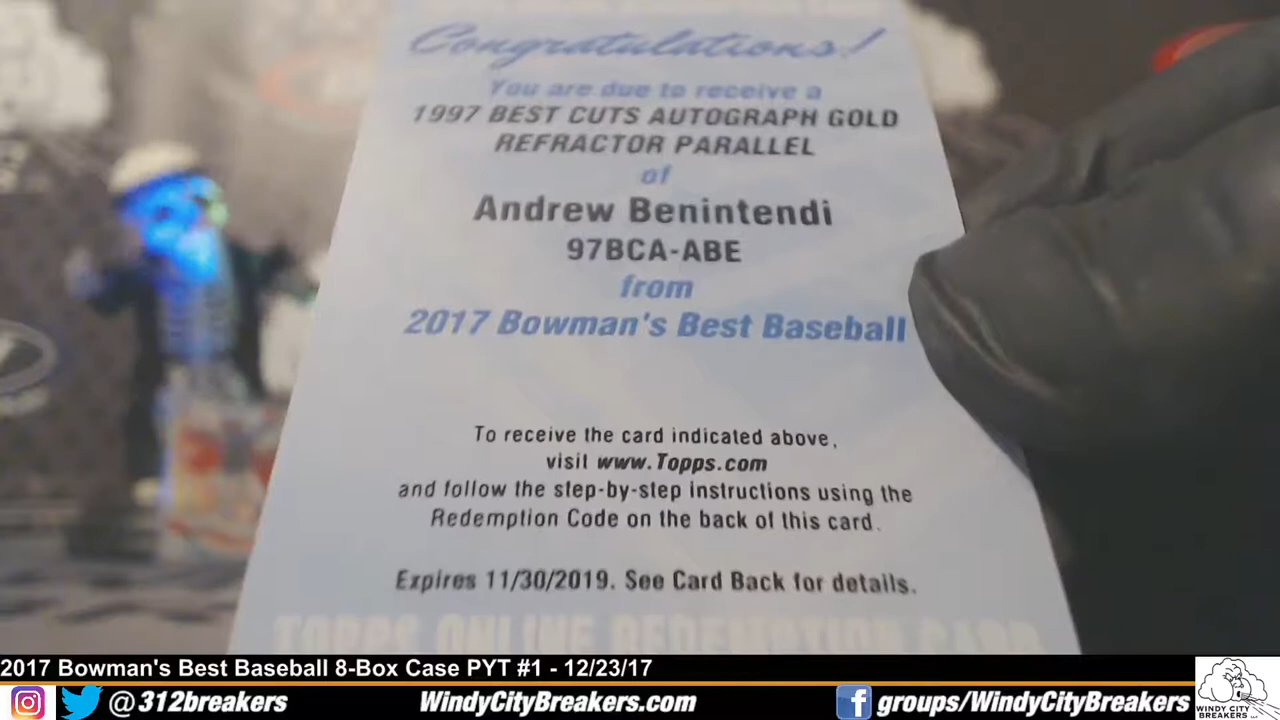 Congratulations!
You are due to receive a
1997 BEST CUTS AUTOGRAPH GOLD
REFRACTOR PARALLEL
of
Andrew Benintendi
97BCA-ABE
from
2017 Bowman's Best Baseball
To receive the card indicated above,
visit www.Topps.com
and follow the step-by-step instructions using the
Redemption Code on the back of this card.
Expires 11/30/2019. See Card Back for details.
TOPPS ONLINE REDEMPTION CARD
2017 Bowman's Best Baseball 8-Box Case PYT #1 - 12/23/17
@312breakers WindyCityBreakers.com groups/WindyCityBreakers
WINDY CITY
BREAKERS LLC